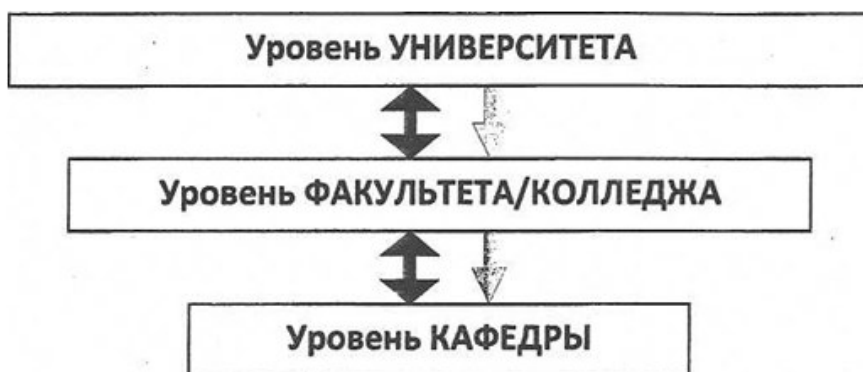 Уровень УНИВЕРСИТЕТА
Уровень ФАКУЛЬТЕТА/КОЛЛЕДЖА
Уровень КАФЕДРЫ